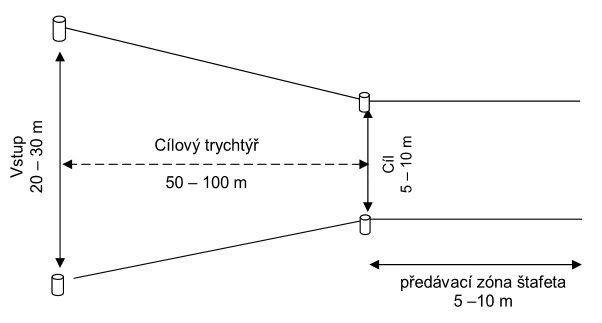 Vstup
20 – 30 m
Cílový trychtýř
50 – 100 m
Cíl
5 – 10 m
předávací zóna štafeta
5 –10 m